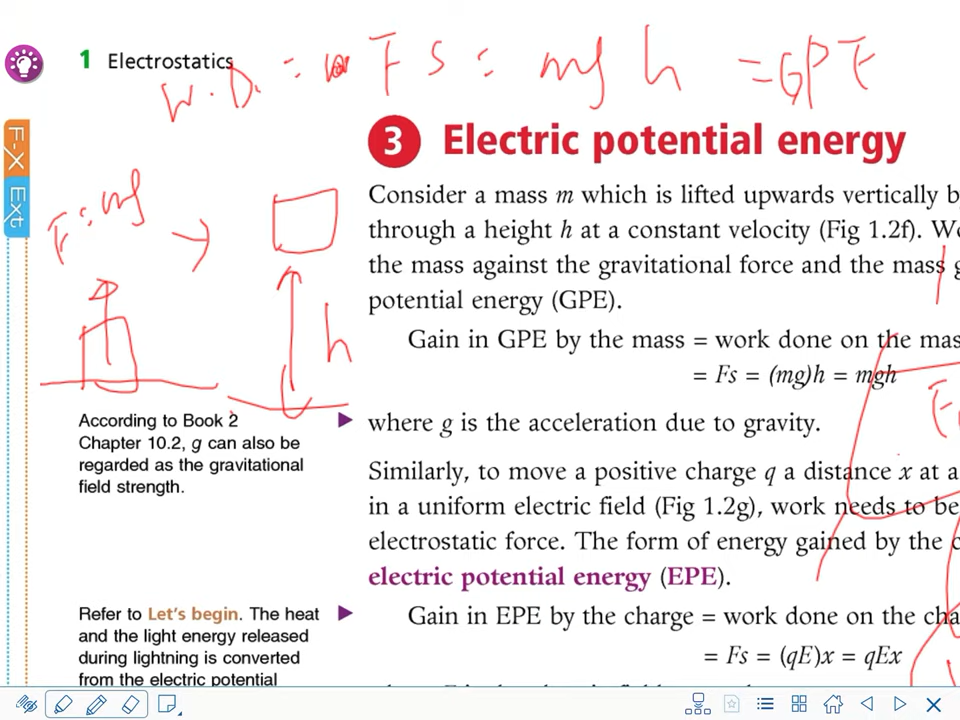 1 Electrostatics
W.D. = F s = mg h = GPE
F-X
Ext
3 Electric potential energy
F = mg
h
Consider a mass m which is lifted upwards vertically
through a height h at a constant velocity (Fig 1.2f).
the mass against the gravitational force and the mass
potential energy (GPE).
Gain in GPE by the mass = work done on the
= Fs = (mg)h = mgh
According to Book 2
Chapter 10.2, g can also be
regarded as the gravitational
field strength.
where g is the acceleration due to gravity.
Similarly, to move a positive charge q a distance x at a
in a uniform electric field (Fig 1.2g), work needs to be
electrostatic force. The form of energy gained by the
electric potential energy (EPE).
Refer to Let's begin. The heat
and the light energy released
during lightning is converted
from the electric potential
Gain in EPE by the charge = work done on the
= Fs = (qE)x = qEx